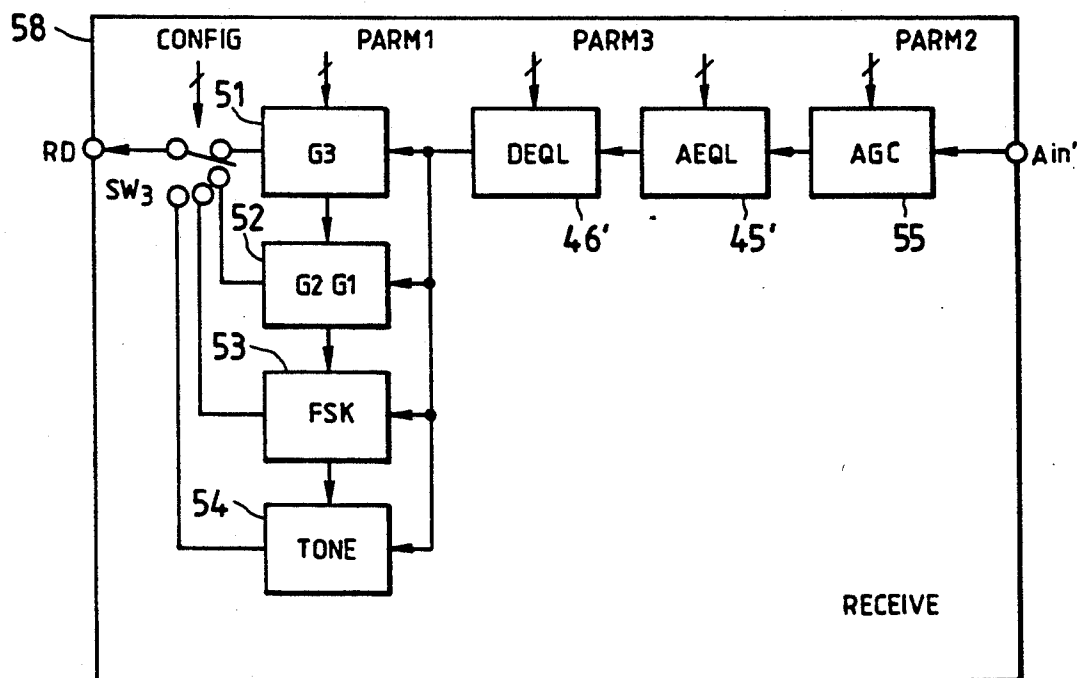 58
CONFIG PARM1 PARM3 PARM2
51
RD G3 DEQL AEQL AGC Ain'
SW3
52 46' 45' 55
G2 G1
53
FSK
54
TONE
RECEIVE